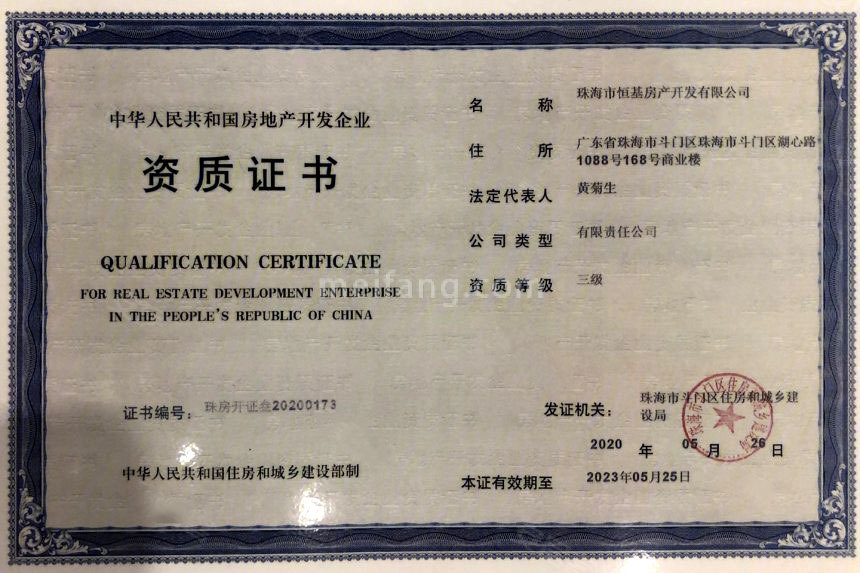 中华人民共和国房地产开发企业
资质证书
QUALIFICATION CERTIFICATE
FOR REAL ESTATE DEVELOPMENT ENTERPRISE
IN THE PEOPLE'S REPUBLIC OF CHINA
证书编号： 珠房开证叁20200173
中华人民共和国住房和城乡建设部制
名 称 珠海市恒基房产开发有限公司
住 所 广东省珠海市斗门区珠海市斗门区湖心路
1088号168号商业楼
法定代表人 黄菊生
公司类型 有限责任公司
资质等级 三级
发证机关： 珠海市斗门区住房和城乡建
设局
2020 年 05 月 26 日
本证有效期至 2023年05月25日
meifang.com